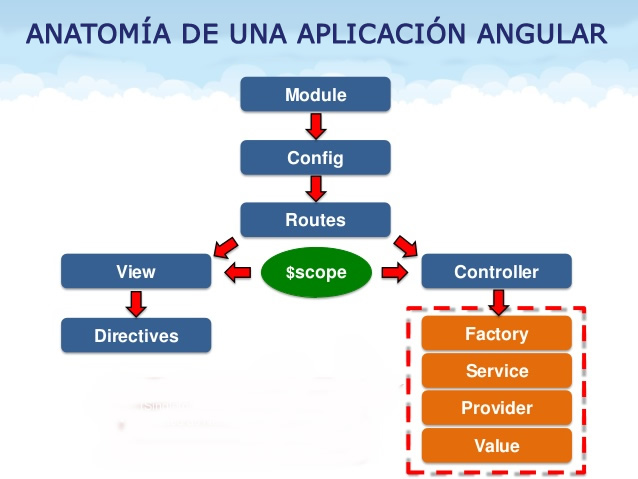 ANATOMÍA DE UNA APLICACIÓN ANGULAR
Module
Config
Routes
View
$scope
Controller
Directives
Factory
Service
Provider
Value